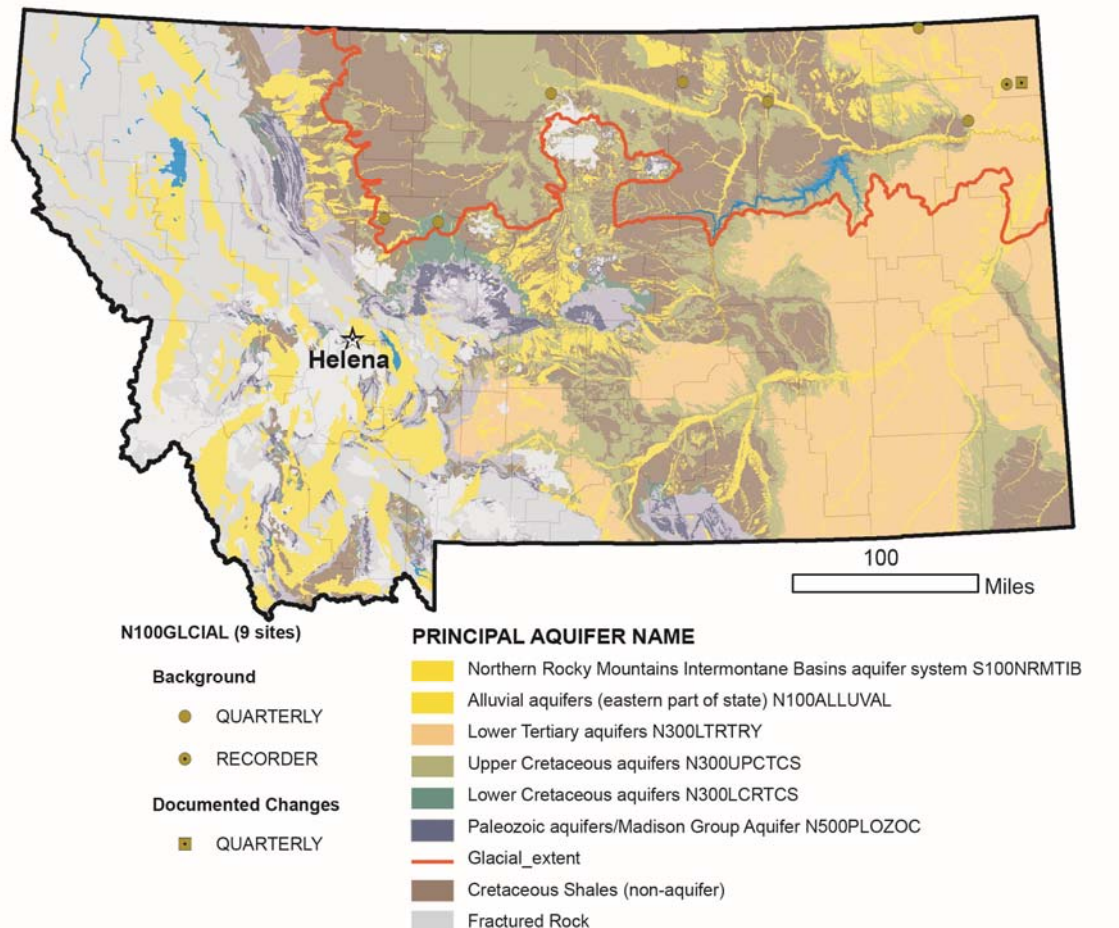 Helena
100
Miles
N100GLCIAL (9 sites)
Background
QUARTERLY
RECORDER
Documented Changes
QUARTERLY
PRINCIPAL AQUIFER NAME
Northern Rocky Mountains Intermontane Basins aquifer system S100NRMTIB
Alluvial aquifers (eastern part of state) N100ALLUVAL
Lower Tertiary aquifers N300LTRTRY
Upper Cretaceous aquifers N300UPCTCS
Lower Cretaceous aquifers N300LCRTCS
Paleozoic aquifers/Madison Group Aquifer N500PLOZOC
Glacial_extent
Cretaceous Shales (non-aquifer)
Fractured Rock